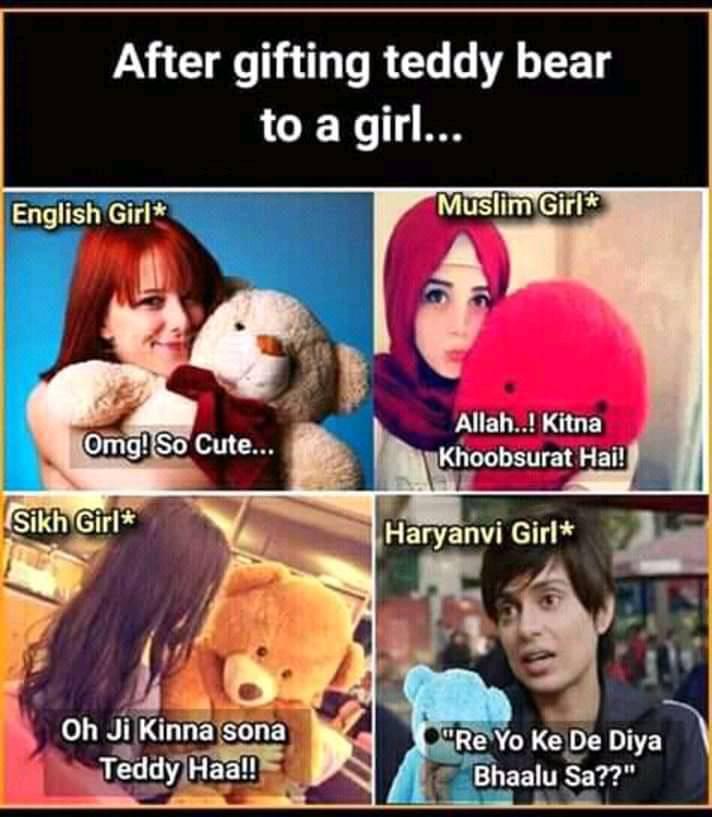 After gifting teddy bear
to a girl...
English Girl*
Omg! So Cute...
Muslim Girl*
Allah..! Kitna
Khoobsurat Hai!
Sikh Girl*
Oh Ji Kinna sona
Teddy Haa!!
Haryanvi Girl*
"Re Yo Ke De Diya
Bhaalu Sa??"